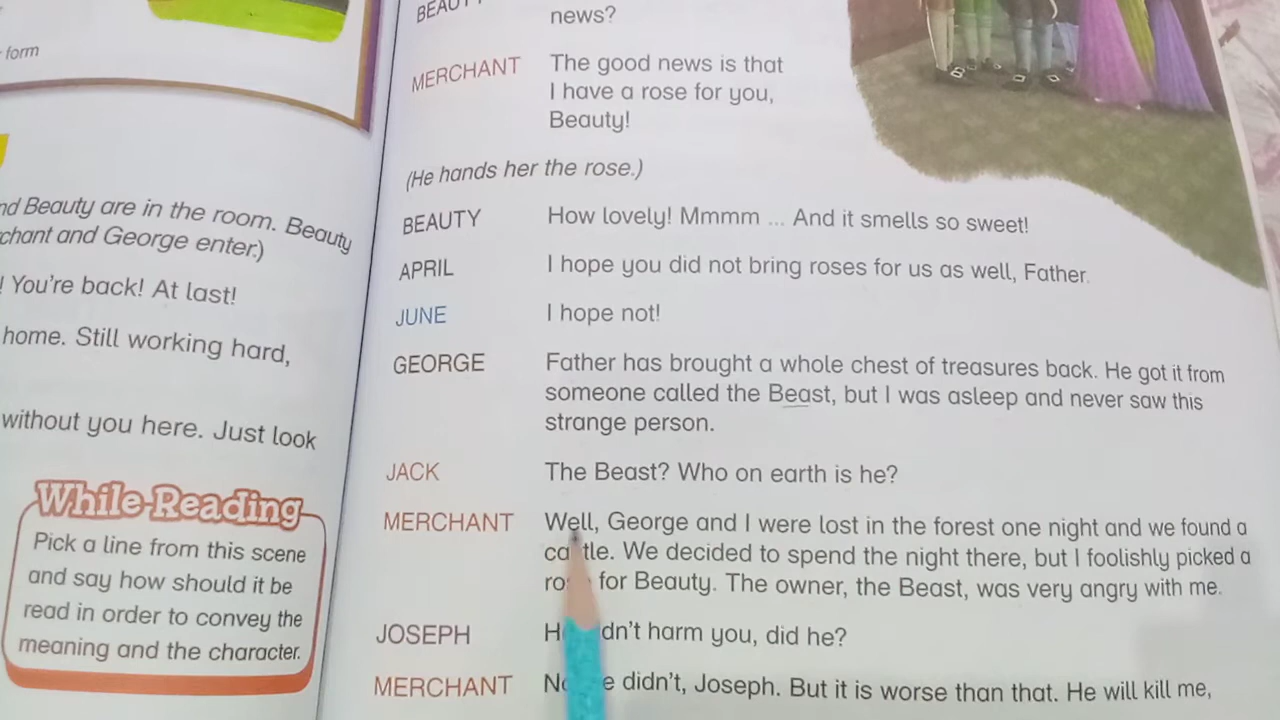 form
nd Beauty are in the room. Beauty
chant and George enter.)
! You're back! At last!
home. Still working hard,
without you here. Just look
While-Reading
Pick a line from this scene
and say how should it be
read in order to convey the
meaning and the character.
BEAUTY
news?
MERCHANT The good news is that
I have a rose for you,
Beauty!
(He hands her the rose.)
BEAUTY How lovely! Mmmm ... And it smells so sweet!
APRIL I hope you did not bring roses for us as well, Father.
JUNE I hope not!
GEORGE Father has brought a whole chest of treasures back. He got it from
someone called the Beast, but I was asleep and never saw this
strange person.
JACK The Beast? Who on earth is he?
MERCHANT Well, George and I were lost in the forest one night and we found a
castle. We decided to spend the night there, but I foolishly picked a
rose for Beauty. The owner, the Beast, was very angry with me.
JOSEPH dn't harm you, did he?
MERCHANT didn't, Joseph. But it is worse than that. He will kill me,